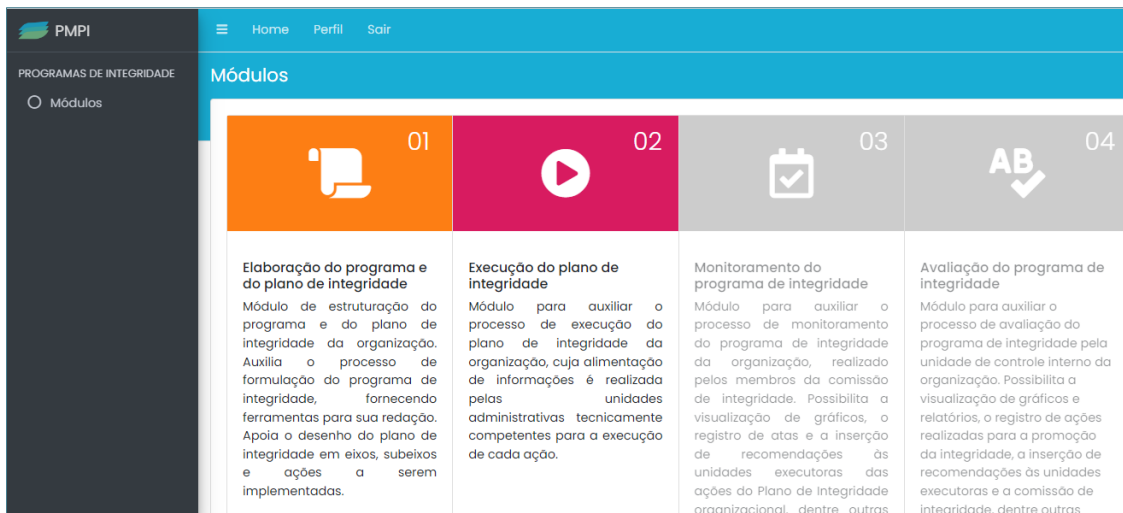 PMPI
Home Perfil Sair
PROGRAMAS DE INTEGRIDADE
Módulos
Módulos
01
Elaboração do programa e
do plano de integridade
Módulo de estruturação do
programa e do plano de
integridade da organização.
Auxilia o processo de
formulação do programa de
integridade, fornecendo
ferramentas para sua redação.
Apoia o desenho do plano de
integridade em eixos, subeixos
e ações a serem
implementadas.
02
Execução do plano de
integridade
Módulo para auxiliar o
processo de execução do
plano de integridade da
organização, cuja alimentação
de informações é realizada
pelas unidades
administrativas tecnicamente
competentes para a execução
de cada ação.
03
Monitoramento do
programa de integridade
Módulo para auxiliar o
processo de monitoramento
do programa de integridade
da organização, realizado
pelos membros da comissão
de integridade. Possibilita a
visualização de gráficos, o
registro de atas e a inserção
de recomendações às
unidades executoras das
ações do Plano de Integridade
organizacional, dentre outras
AB
04
Avaliação do programa de
integridade
Módulo para auxiliar o
processo de avaliação do
programa de integridade pela
unidade de controle interno da
organização. Possibilita a
visualização de gráficos e
relatórios, o registro de ações
realizadas para a promoção
da integridade, a inserção de
recomendações às unidades
executoras e a comissão de
integridade, dentre outras